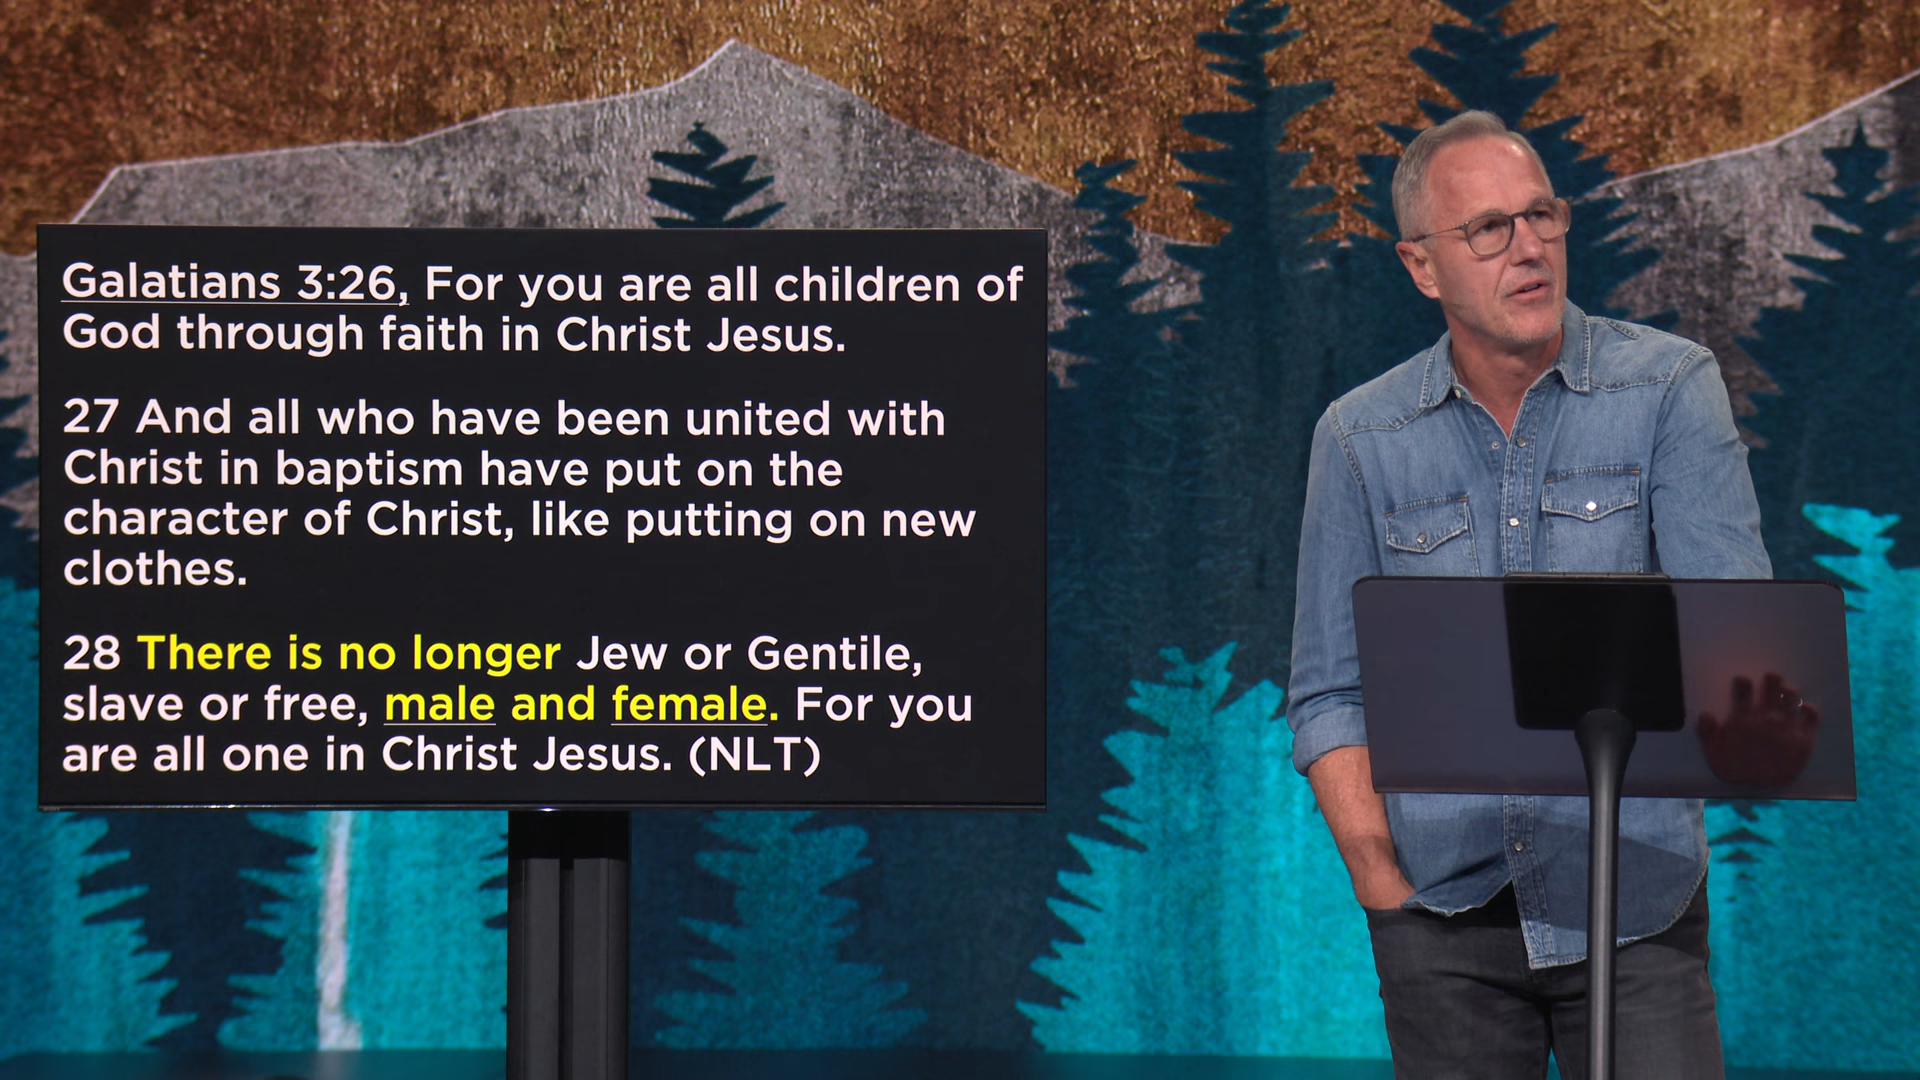 Galatians 3:26, For you are all children of
God through faith in Christ Jesus.
27 And all who have been united with
Christ in baptism have put on the
character of Christ, like putting on new
clothes.
28 There is no longer Jew or Gentile,
slave or free, male and female. For you
are all one in Christ Jesus. (NLT)